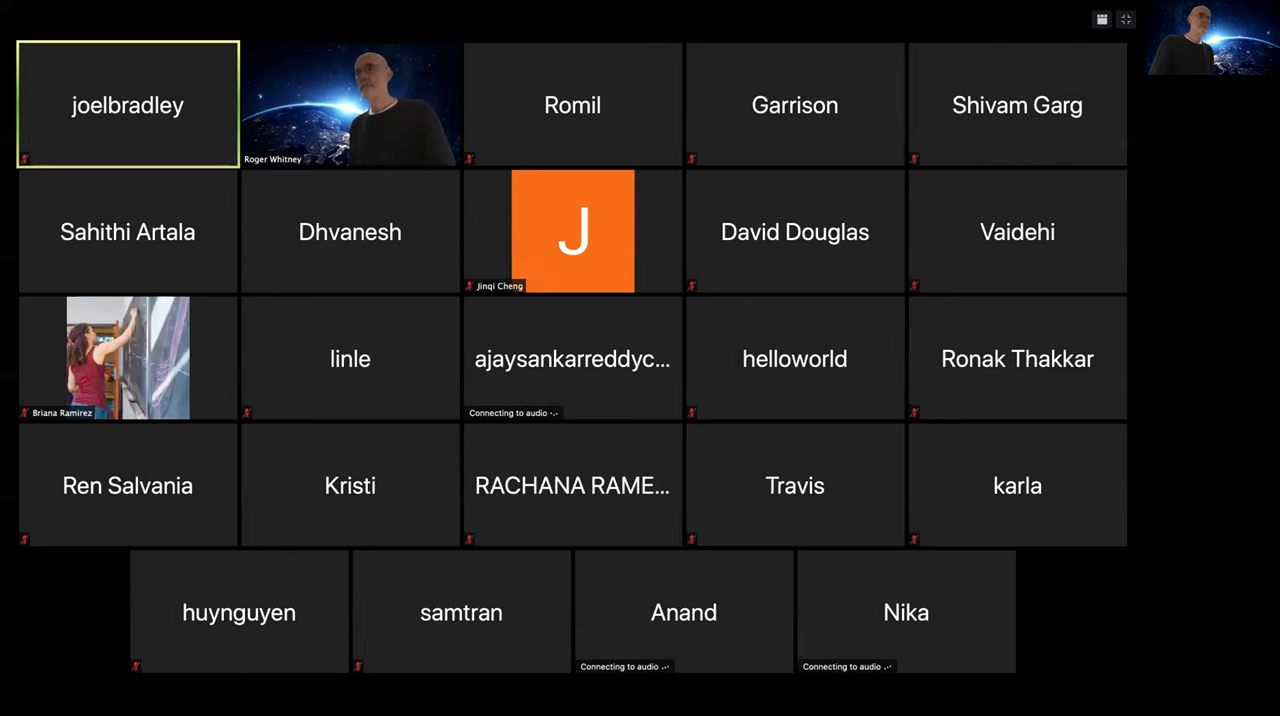 joelbradley
Roger Whitney
Romil
Garrison
Shivam Garg
Sahithi Artala
Dhvanesh
J
Jinqi Cheng
David Douglas
Vaidehi
Briana Ramirez
linle
ajaysankarreddyc...
Connecting to audio
helloworld
Ronak Thakkar
Ren Salvania
Kristi
RACHANA RAME...
Travis
karla
huynguyen
samtran
Anand
Connecting to audio
Nika
Connecting to audio